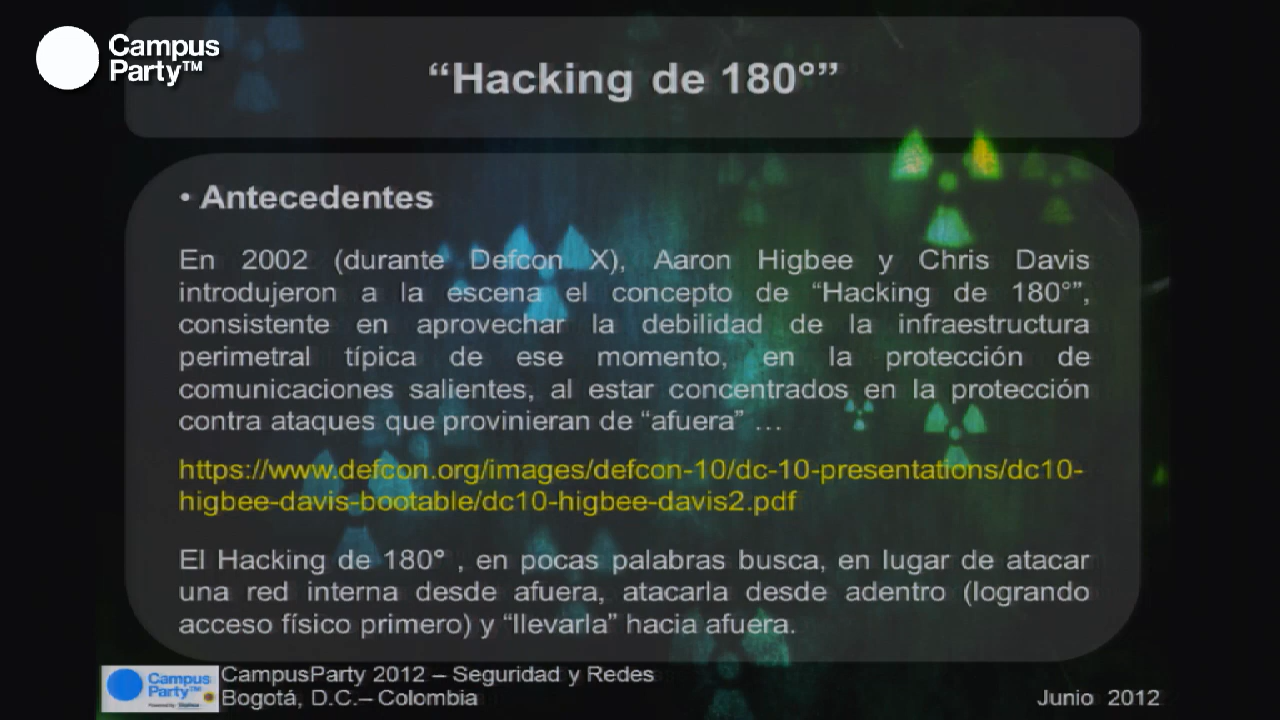 Campus
Party™
“Hacking de 180°”
• Antecedentes
En 2002 (durante Defcon X), Aaron Higbee y Chris Davis
introdujeron a la escena el concepto de “Hacking de 180°”,
consistente en aprovechar la debilidad de la infraestructura
perimetral típica de ese momento, en la protección de
comunicaciones salientes, al estar concentrados en la protección
contra ataques que provinieran de “afuera” …
https://www.defcon.org/images/defcon-10/dc-10-presentations/dc10-
higbee-davis-bootable/dc10-higbee-davis2.pdf
El Hacking de 180° , en pocas palabras busca, en lugar de atacar
una red interna desde afuera, atacarla desde adentro (logrando
acceso físico primero) y “llevarla” hacia afuera.
Campus
Party™
CampusParty 2012 – Seguridad y Redes
Bogotá, D.C.– Colombia
Junio 2012